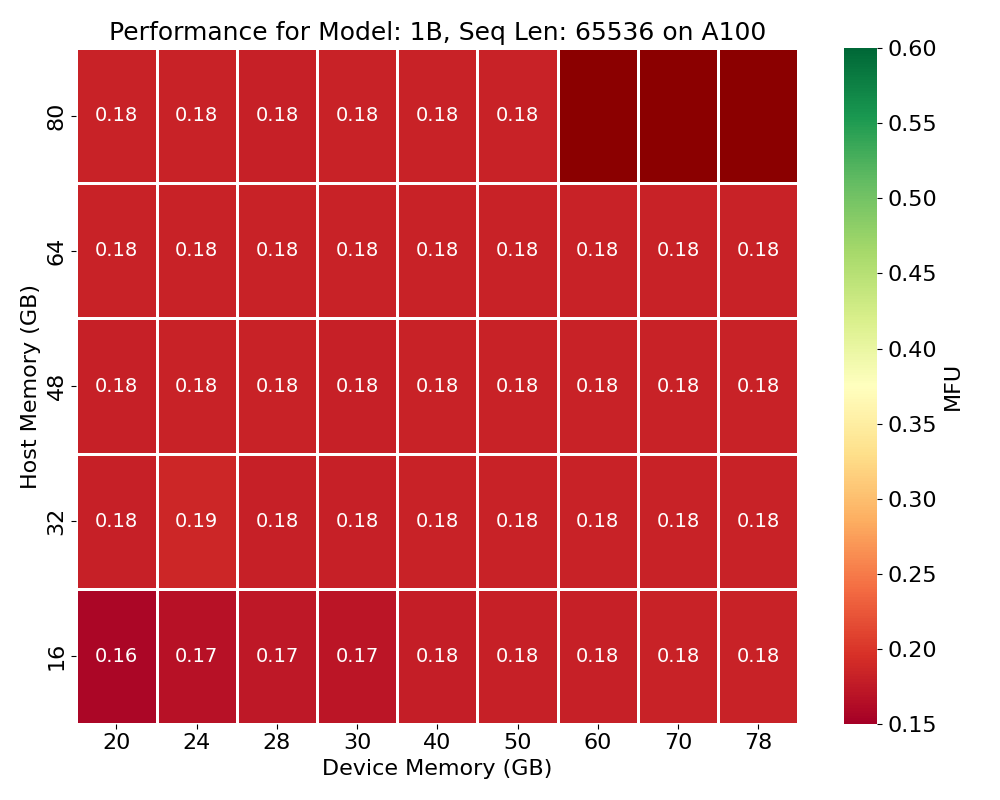 Performance for Model: 1B, Seq Len: 65536 on A100
80
0.18 0.18 0.18 0.18 0.18 0.18
64
0.18 0.18 0.18 0.18 0.18 0.18 0.18 0.18 0.18
48
0.18 0.18 0.18 0.18 0.18 0.18 0.18 0.18 0.18
32
0.18 0.19 0.18 0.18 0.18 0.18 0.18 0.18 0.18
16
0.16 0.17 0.17 0.17 0.18 0.18 0.18 0.18 0.18
Host Memory (GB)
20 24 28 30 40 50 60 70 78
Device Memory (GB)
0.60
0.55
0.50
0.45
0.40
0.35
0.30
0.25
0.20
0.15
MFU